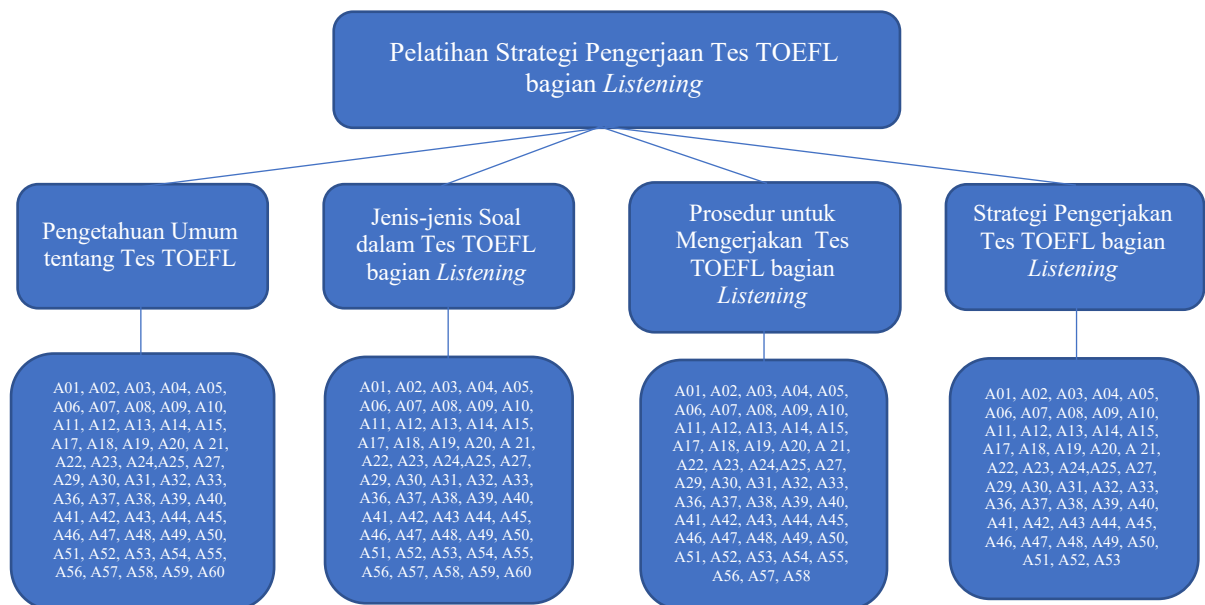 Pelatihan Strategi Pengerjaan Tes TOEFL
bagian Listening
Pengetahuan Umum
tentang Tes TOEFL
Jenis-jenis Soal
dalam Tes TOEFL
bagian Listening
Prosedur untuk
Mengerjakan Tes
TOEFL bagian
Listening
Strategi Pengerjakan
Tes TOEFL bagian
Listening
A01, A02, A03, A04, A05,
A06, A07, A08, A09, A10,
A11, A12, A13, A14, A15,
A17, A18, A19, A20, A 21,
A22, A23, A24,A25, A27,
A29, A30, A31, A32, A33,
A36, A37, A38, A39, A40,
A41, A42, A43, A44, A45,
A46, A47, A48, A49, A50,
A51, A52, A53, A54, A55,
A56, A57, A58, A59, A60
A01, A02, A03, A04, A05,
A06, A07, A08, A09, A10,
A11, A12, A13, A14, A15,
A17, A18, A19, A20, A 21,
A22, A23, A24,A25, A27,
A29, A30, A31, A32, A33,
A36, A37, A38, A39, A40,
A41, A42, A43 A44, A45,
A46, A47, A48, A49, A50,
A51, A52, A53, A54, A55,
A56, A57, A58, A59, A60
A01, A02, A03, A04, A05,
A06, A07, A08, A09, A10,
A11, A12, A13, A14, A15,
A17, A18, A19, A20, A 21,
A22, A23, A24,A25, A27,
A29, A30, A31, A32, A33,
A36, A37, A38, A39, A40,
A41, A42, A43, A44, A45,
A46, A47, A48, A49, A50,
A51, A52, A53, A54, A55,
A56, A57, A58
A01, A02, A03, A04, A05,
A06, A07, A08, A09, A10,
A11, A12, A13, A14, A15,
A17, A18, A19, A20, A 21,
A22, A23, A24,A25, A27,
A29, A30, A31, A32, A33,
A36, A37, A38, A39, A40,
A41, A42, A43 A44, A45,
A46, A47, A48, A49, A50,
A51, A52, A53